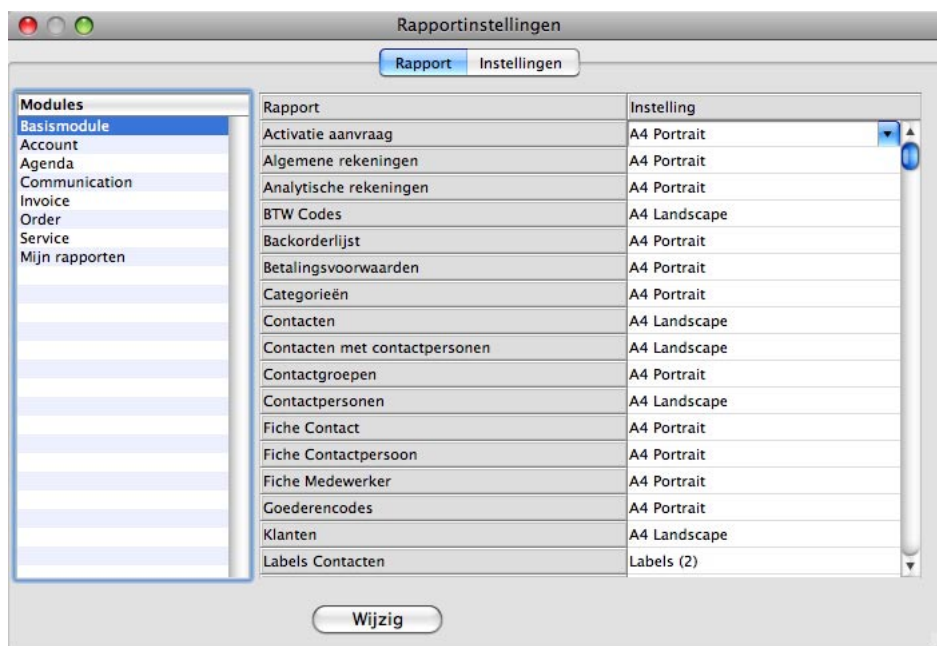 Rapportinstellingen
Rapport Instellingen
Modules
Basismodule
Account
Agenda
Communication
Invoice
Order
Service
Mijn rapporten
Rapport Instelling
Activatie aanvraag A4 Portrait
Algemene rekeningen A4 Portrait
Analytische rekeningen A4 Portrait
BTW Codes A4 Landscape
Backorderlijst A4 Portrait
Betalingsvoorwaarden A4 Portrait
Categorieën A4 Portrait
Contacten A4 Landscape
Contacten met contactpersonen A4 Landscape
Contactgroepen A4 Portrait
Contactpersonen A4 Landscape
Fiche Contact A4 Portrait
Fiche Contactpersoon A4 Portrait
Fiche Medewerker A4 Portrait
Goederencodes A4 Portrait
Klanten A4 Landscape
Labels Contacten Labels (2)
Wijzig